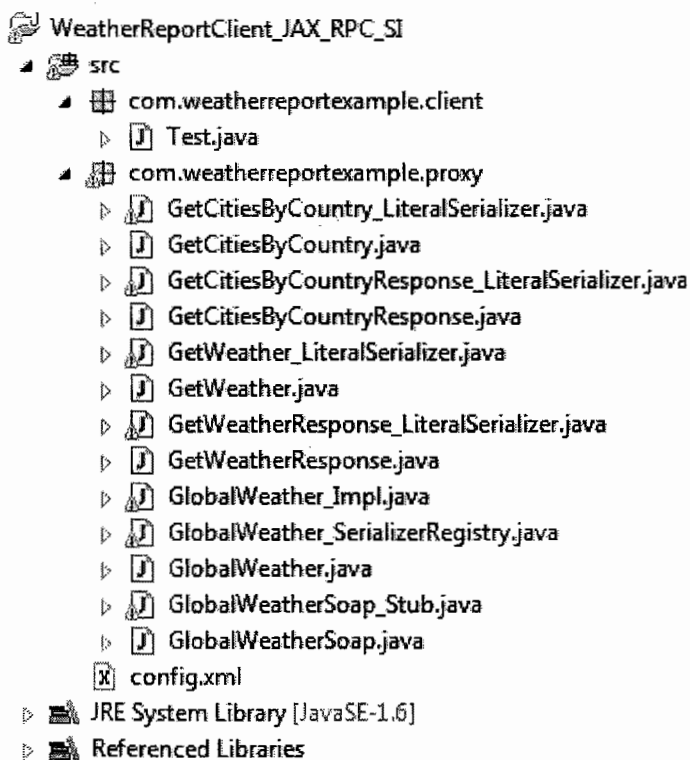 WeatherReportClient_JAX_RPC_SI
src
com.weatherreportexample.client
Test.java
com.weatherreportexample.proxy
GetCitiesByCountry_LiteralSerializer.java
GetCitiesByCountry.java
GetCitiesByCountryResponse_LiteralSerializer.java
GetCitiesByCountryResponse.java
GetWeather_LiteralSerializer.java
GetWeather.java
GetWeatherResponse_LiteralSerializer.java
GetWeatherResponse.java
GlobalWeather_Impl.java
GlobalWeather_SerializerRegistry.java
GlobalWeather.java
GlobalWeatherSoap_Stub.java
GlobalWeatherSoap.java
config.xml
JRE System Library [JavaSE-1.6]
Referenced Libraries